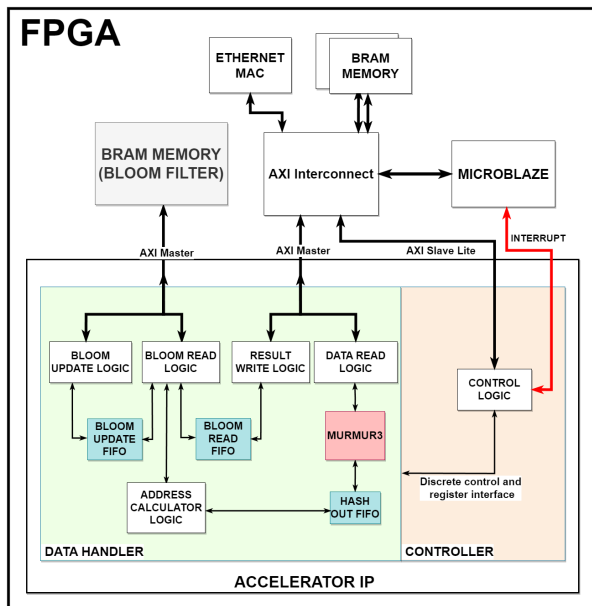 FPGA
ETHERNET
MAC
BRAM
MEMORY
BRAM MEMORY
(BLOOM FILTER)
AXI Interconnect
MICROBLAZE
INTERRUPT
AXI Master
AXI Master
AXI Slave Lite
BLOOM
UPDATE LOGIC
BLOOM READ
LOGIC
RESULT
WRITE LOGIC
DATA READ
LOGIC
CONTROL
LOGIC
BLOOM
UPDATE
FIFO
BLOOM
READ
FIFO
MURMUR3
Discrete control and
register interface
ADDRESS
CALCULATOR
LOGIC
HASH
OUT FIFO
DATA HANDLER
CONTROLLER
ACCELERATOR IP